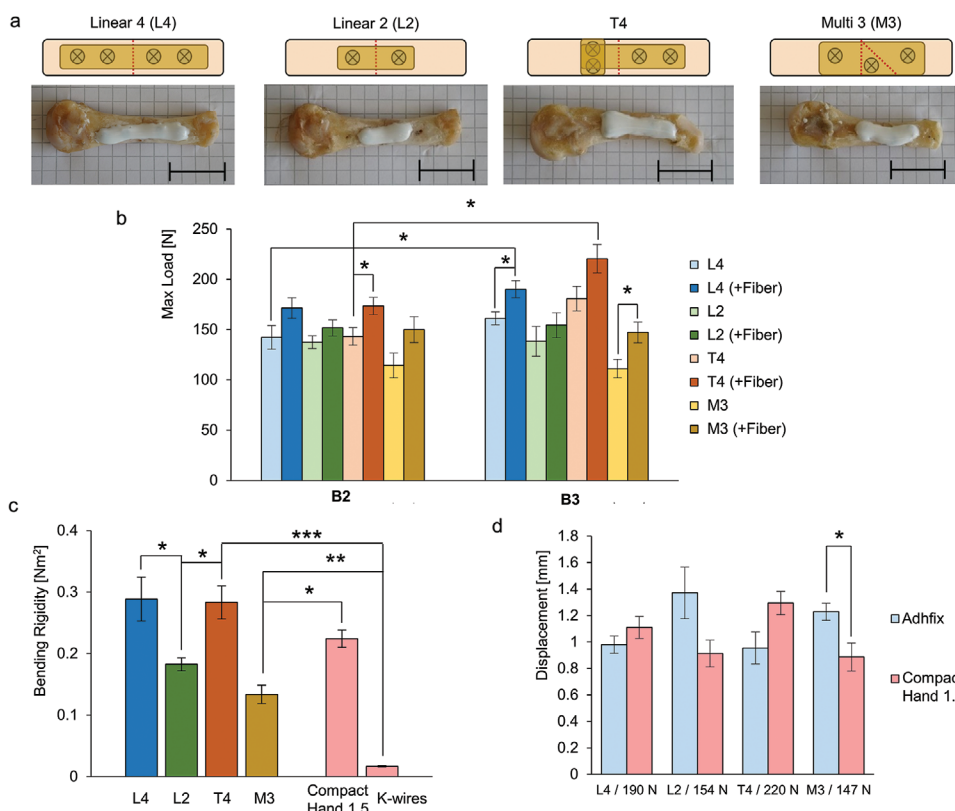 a
Linear 4 (L4)
Linear 2 (L2)
T4
Multi 3 (M3)
b
Max Load [N]
250
200
150
100
50
0
*
*
*
*
*
B2
B3
L4
L4 (+Fiber)
L2
L2 (+Fiber)
T4
T4 (+Fiber)
M3
M3 (+Fiber)
c
Bending Rigidity [Nm²]
0.4
0.3
0.2
0.1
0
*
*
***
**
*
L4
L2
T4
M3
Compact
Hand 1.5
K-wires
d
Displacement [mm]
1.8
1.6
1.4
1.2
1
0.8
0.6
0.4
0.2
0
*
L4 / 190 N
L2 / 154 N
T4 / 220 N
M3 / 147 N
Adhfix
Compac
Hand 1.